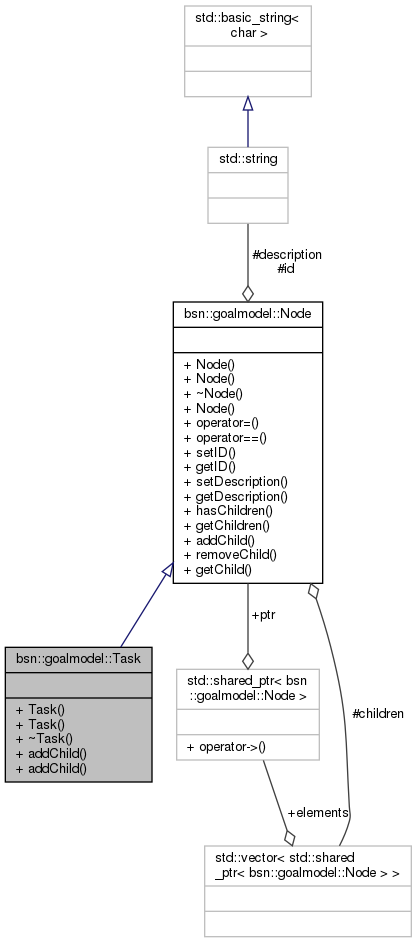 std::basic_string<
char >
std::string
#description
#id
bsn::goalmodel::Node
+ Node()
+ Node()
+ ~Node()
+ Node()
+ operator=()
+ operator==()
+ setID()
+ getID()
+ setDescription()
+ getDescription()
+ hasChildren()
+ getChildren()
+ addChild()
+ removeChild()
+ getChild()
+ptr
bsn::goalmodel::Task
+ Task()
+ Task()
+ ~Task()
+ addChild()
+ addChild()
std::shared_ptr< bsn
::goalmodel::Node >
+ operator->()
#children
+elements
std::vector< std::shared
_ptr< bsn::goalmodel::Node > >